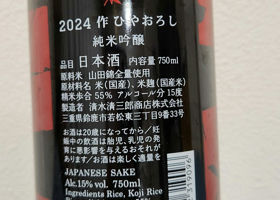 2024 作 ひやおろし
純米吟醸
品目 日本酒 内容量 750ml
原料米 山田錦全量使用
原材料名 米(国産)、米麹(国産米)
精米歩合 55% アルコール分 15度
製造者 清水清三郎商店株式会社
三重県鈴鹿市若松東三丁目9番33号
お酒は20歳になってから/妊
娠中の飲酒は胎児、乳児の発
育に悪影響を与えるおそれが
あります/お酒は楽しく適量を
JAPANESE SAKE
Alc.15% vol. 750ml
Ingredients Rice, Koji Rice